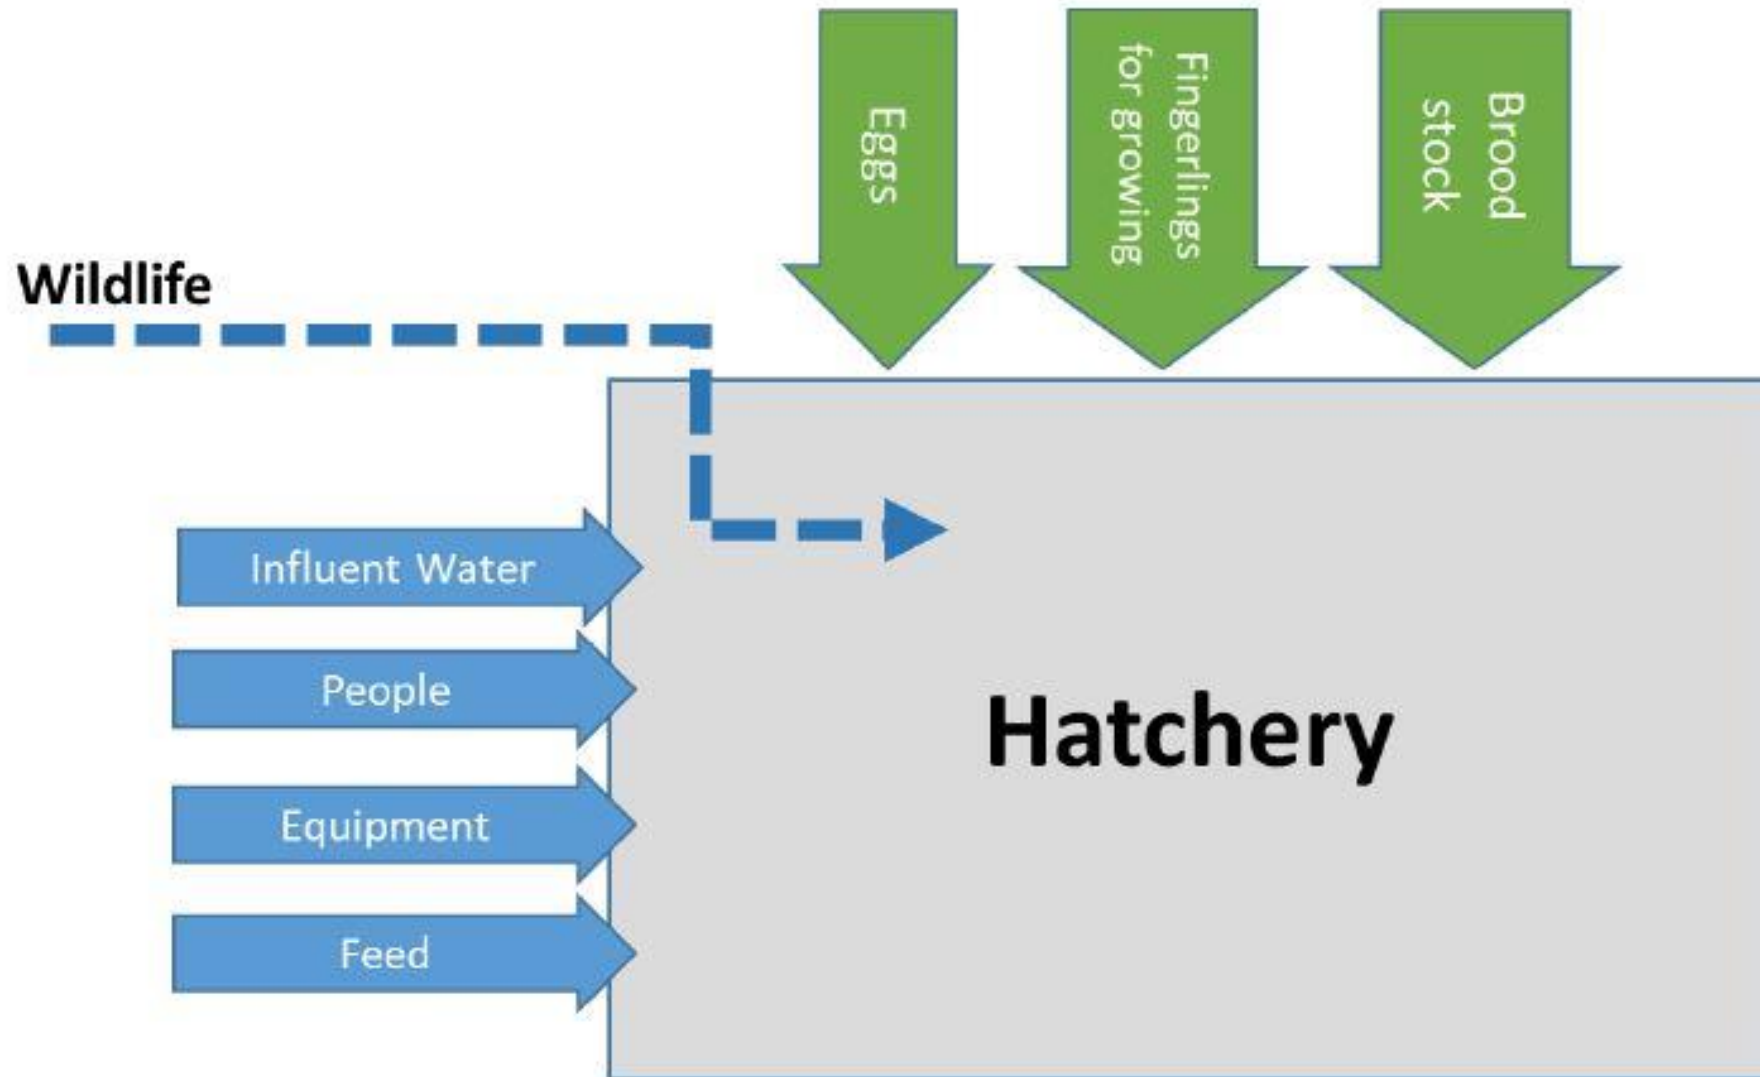 Eggs
Fingerlings
for growing
Brood
stock
Wildlife
Influent Water
People
Equipment
Feed
Hatchery